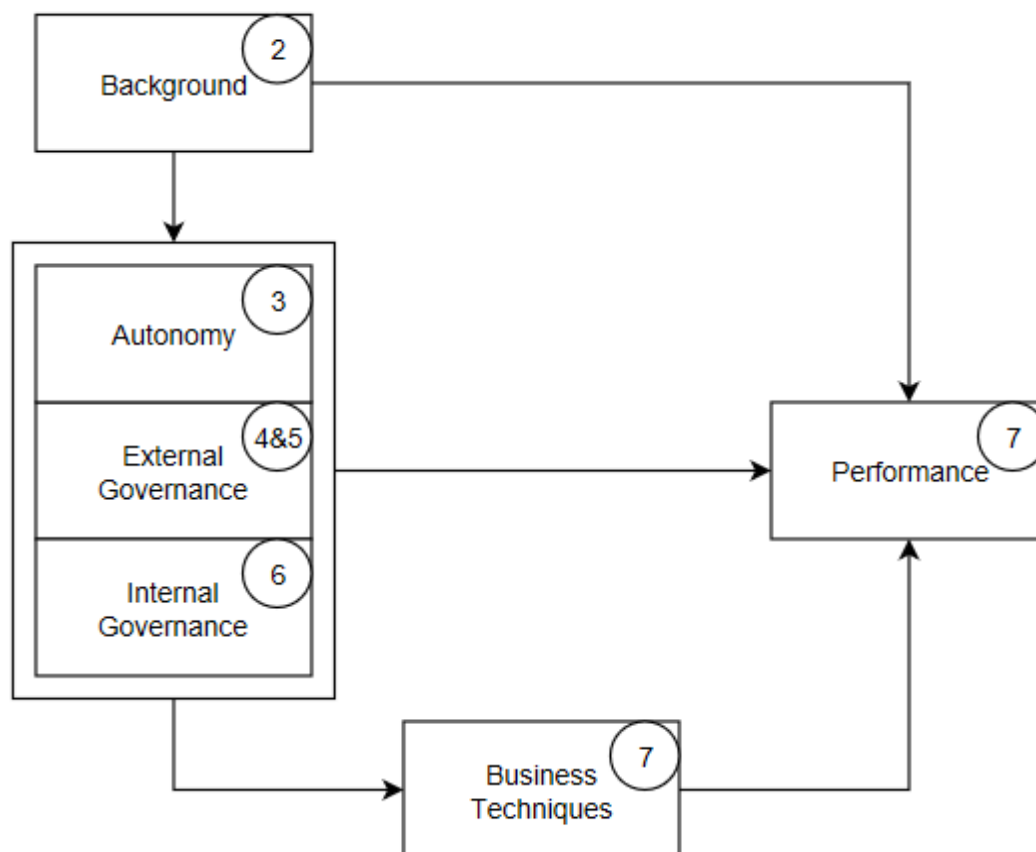 2
Background
3
Autonomy
4&5
External
Governance
7
Performance
6
Internal
Governance
7
Business
Techniques